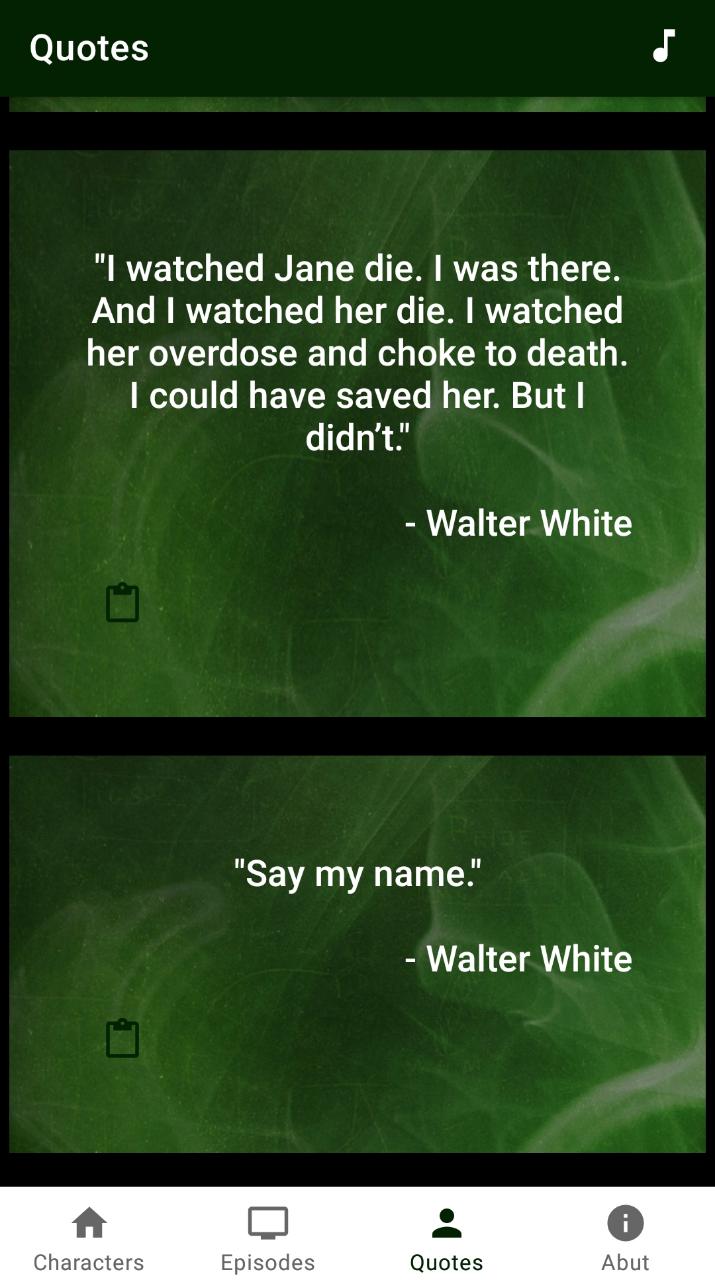 Quotes
"I watched Jane die. I was there.
And I watched her die. I watched
her overdose and choke to death.
I could have saved her. But I
didn’t."
- Walter White
"Say my name."
- Walter White
Characters
Episodes
Quotes
Abut